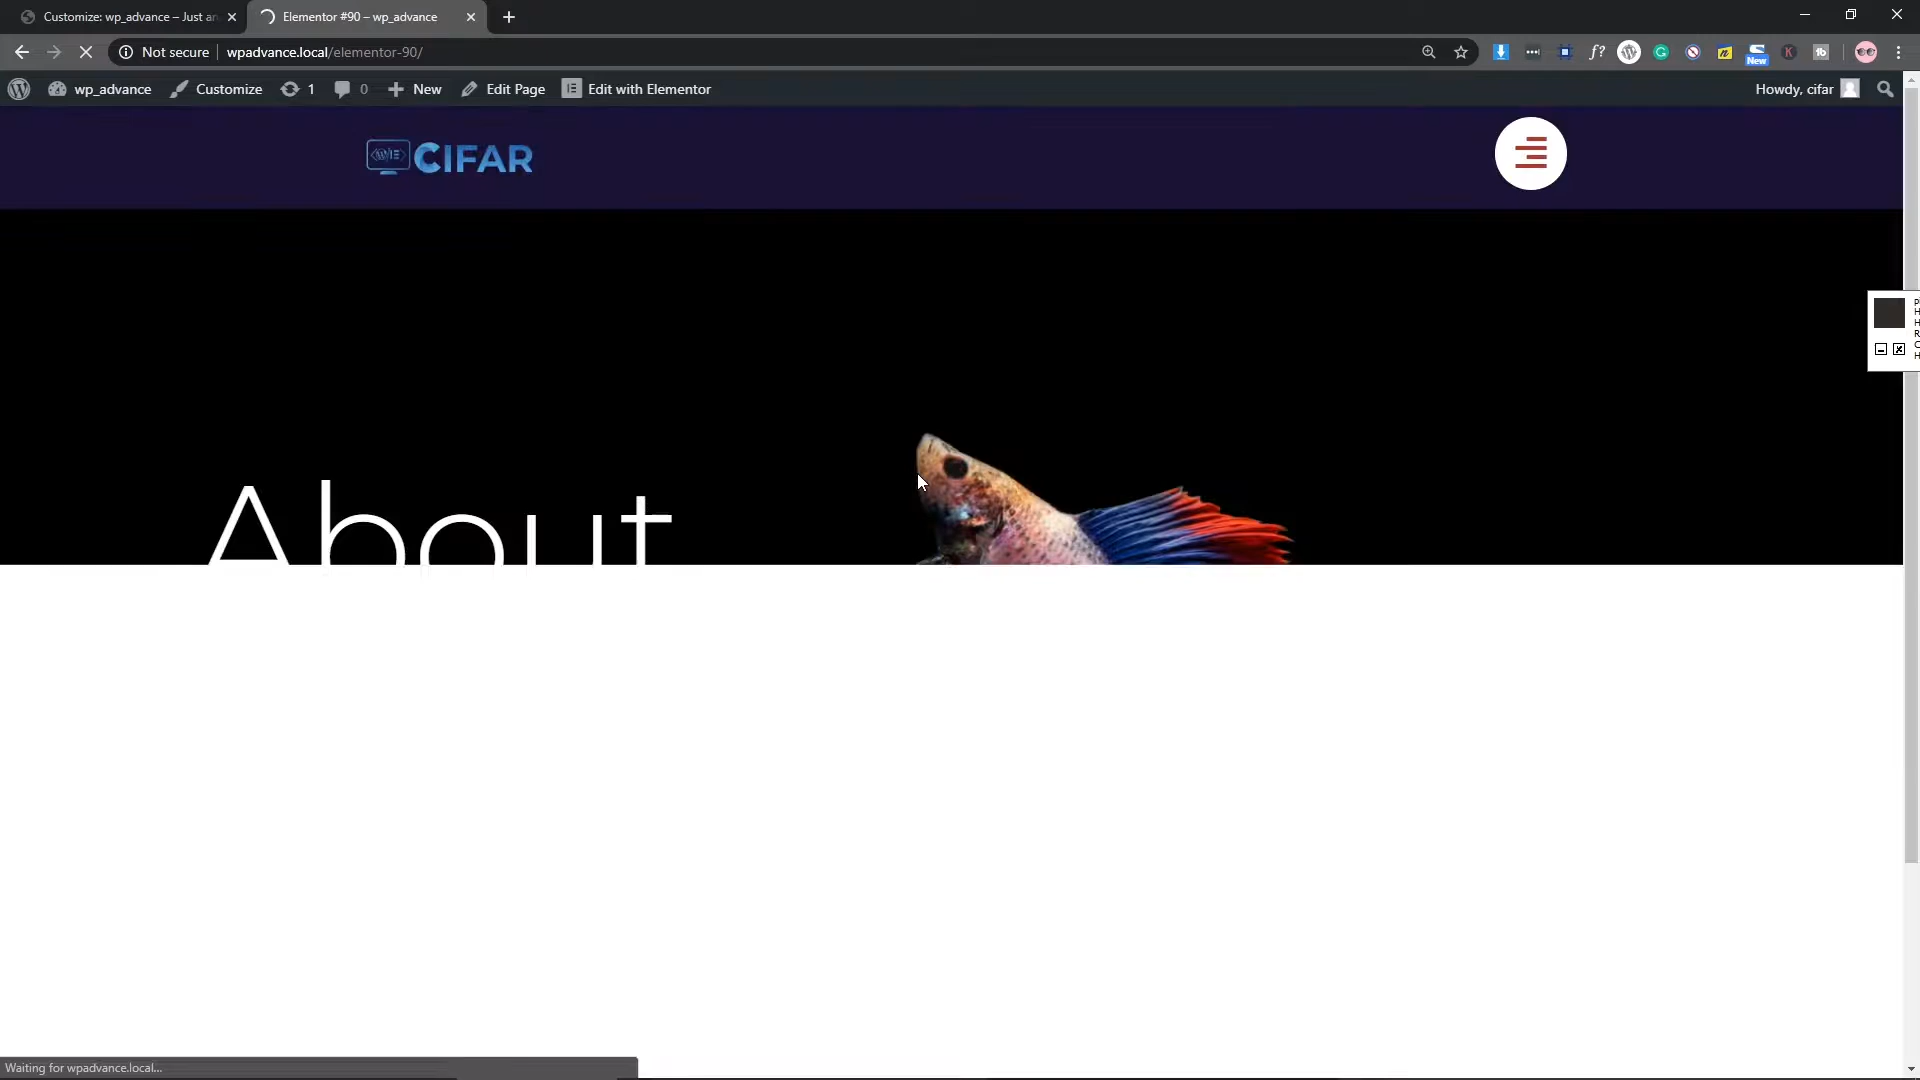 Customize: wp_advance – Just an
Elementor #90 – wp_advance
Not secure
wpadvance.local/elementor-90/
New
wp_advance
Customize
1
0
New
Edit Page
Edit with Elementor
Howdy, cifar
CIFAR
P
H
H
R
C
H
About
Waiting for wpadvance.local...